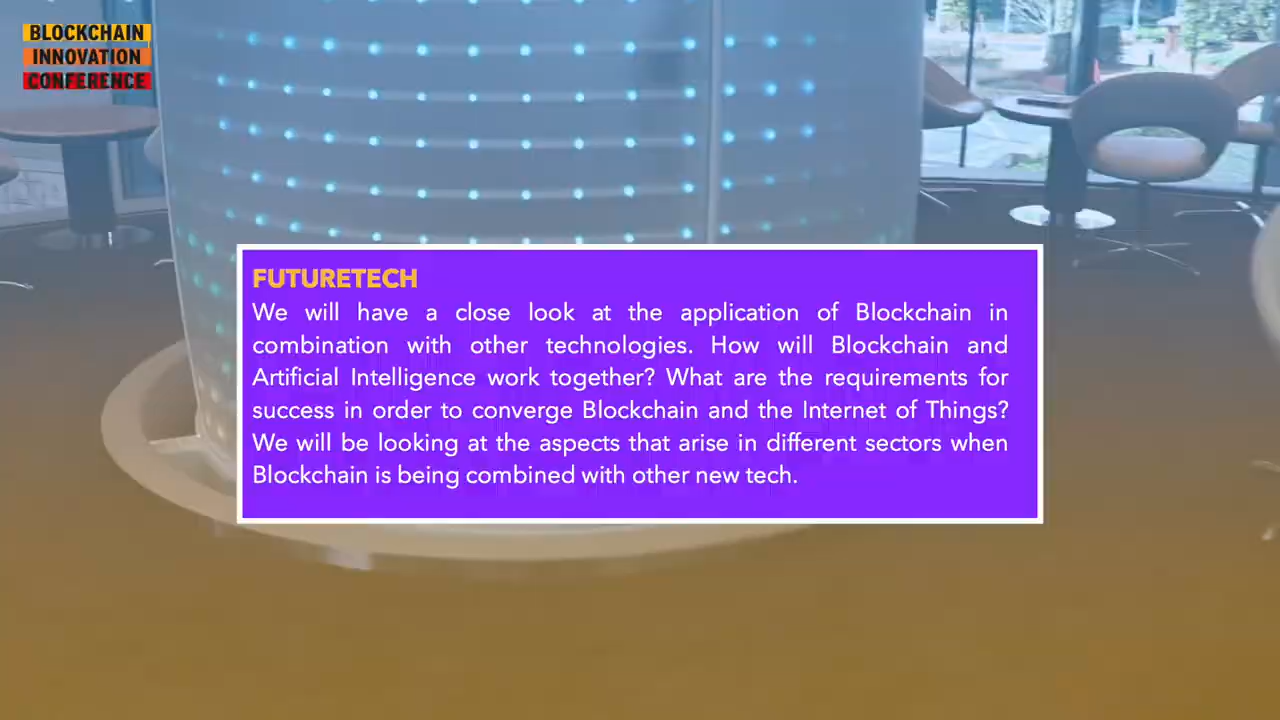 BLOCKCHAIN
INNOVATION
CONFERENCE
FUTURETECH
We will have a close look at the application of Blockchain in
combination with other technologies. How will Blockchain and
Artificial Intelligence work together? What are the requirements for
success in order to converge Blockchain and the Internet of Things?
We will be looking at the aspects that arise in different sectors when
Blockchain is being combined with other new tech.